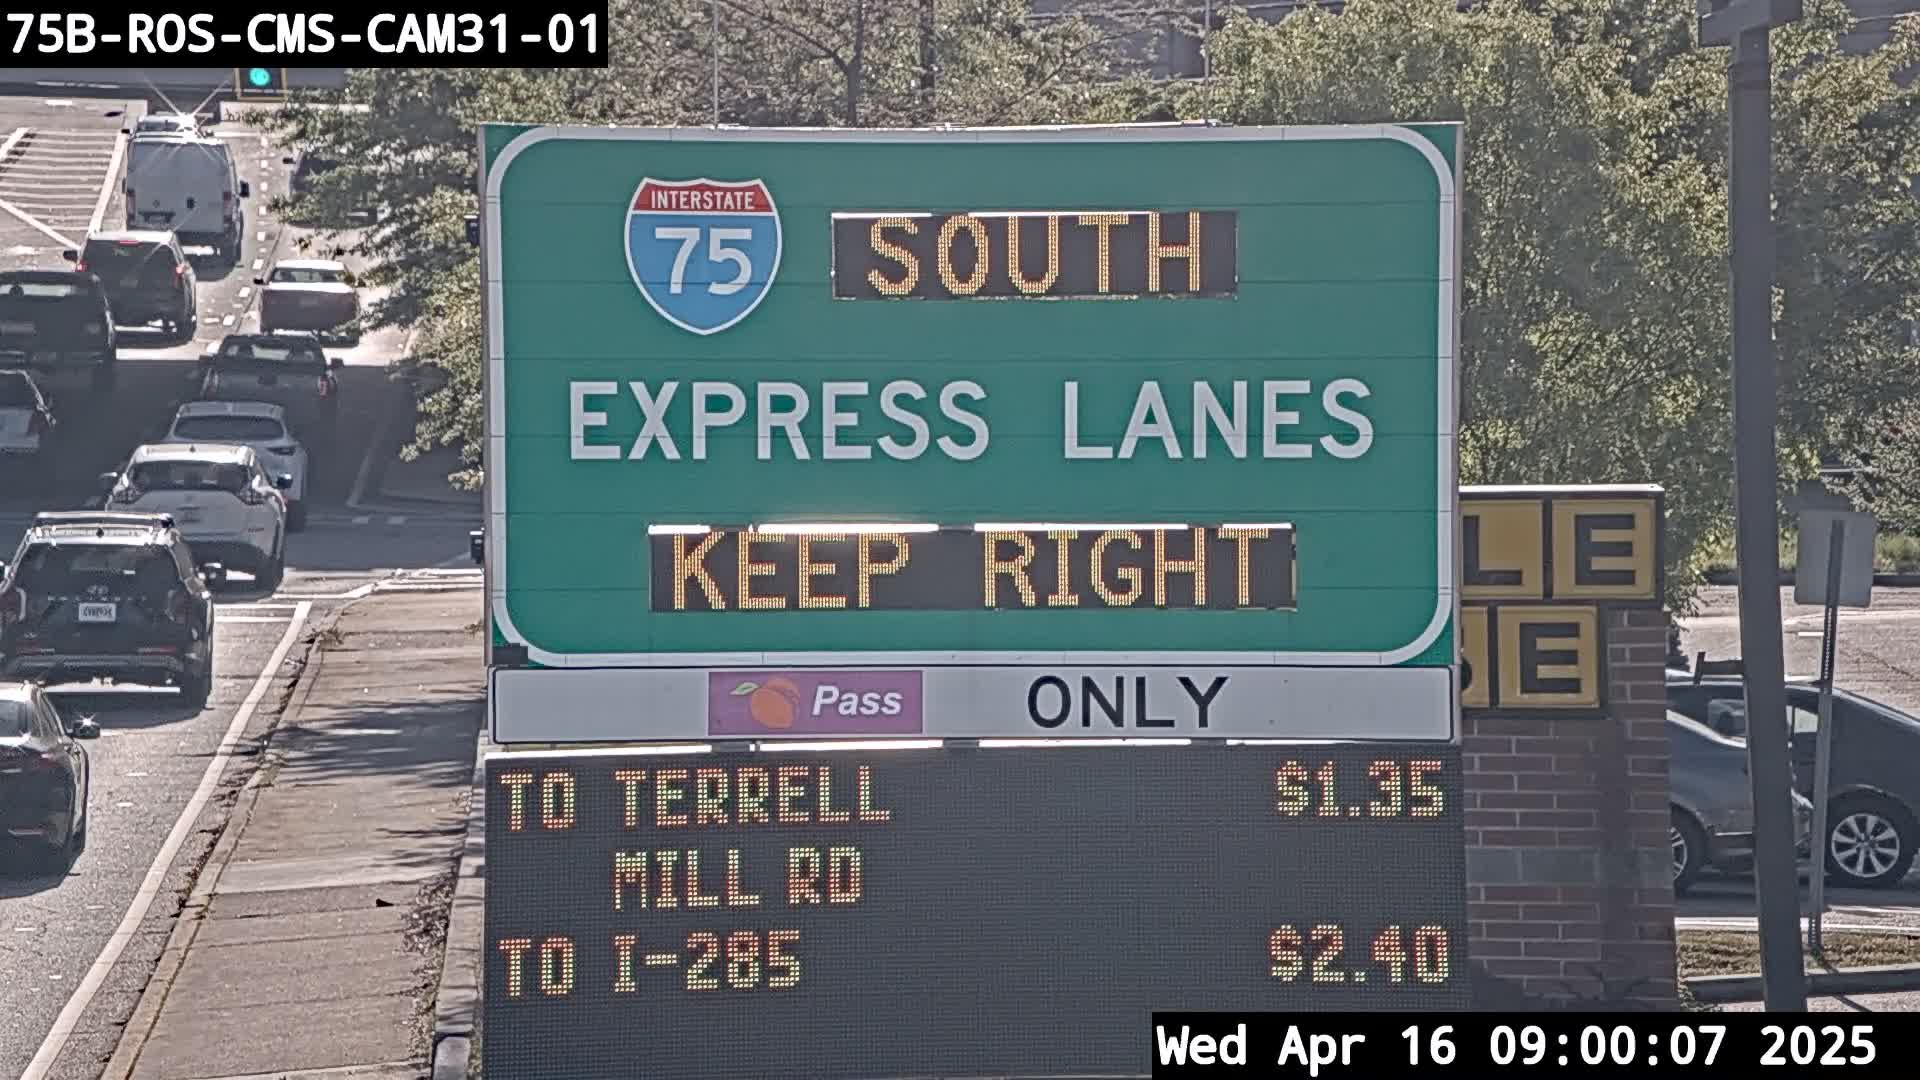 75B-ROS-CMS-CAM31-01
INTERSTATE
75
SOUTH
EXPRESS LANES
KEEP RIGHT
Pass ONLY
TO TERRELL $1.35
MILL RD
TO I-285 $2.40
LE
E
Wed Apr 16 09:00:07 2025